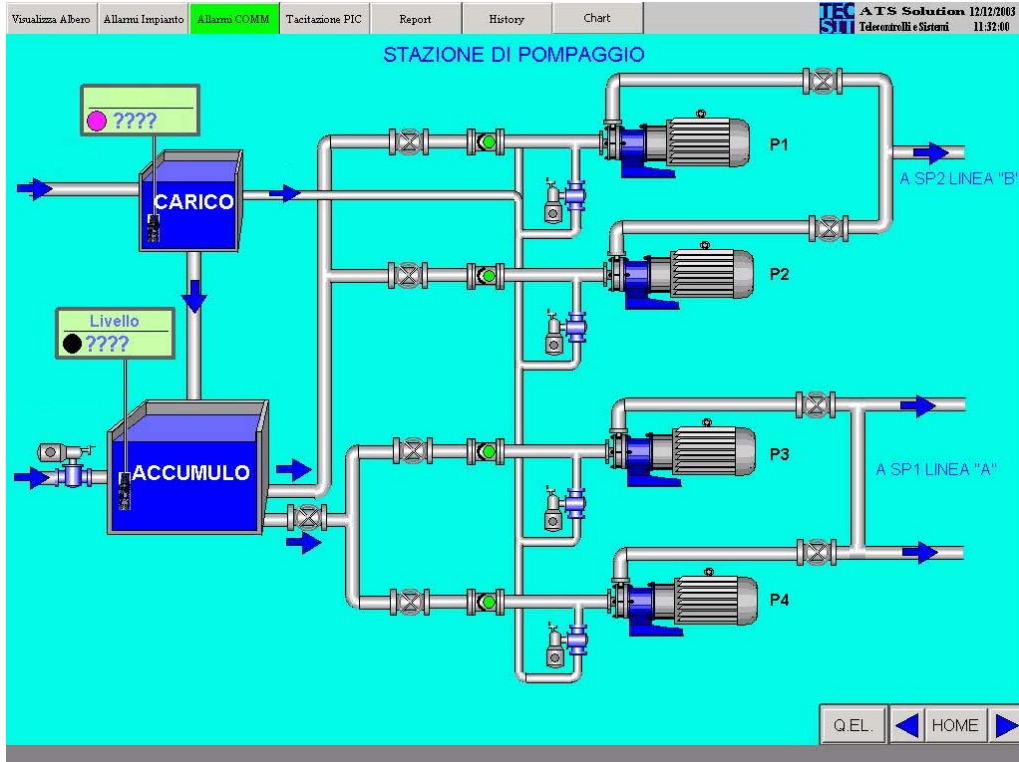 Visualizza Albero
Allarmi Impianto
Allarmi COMM
Tacitazione PIC
Report
History
Chart
TEC
SIT
ATS Solution
Telecontrolli e Sistemi
12/12/2003
11:32:00
STAZIONE DI POMPAGGIO
????
P1
A SP2 LINEA "B"
CARICO
P2
Livello
????
P3
ACCUMULO
A SP1 LINEA "A"
P4
Q.EL.
HOME